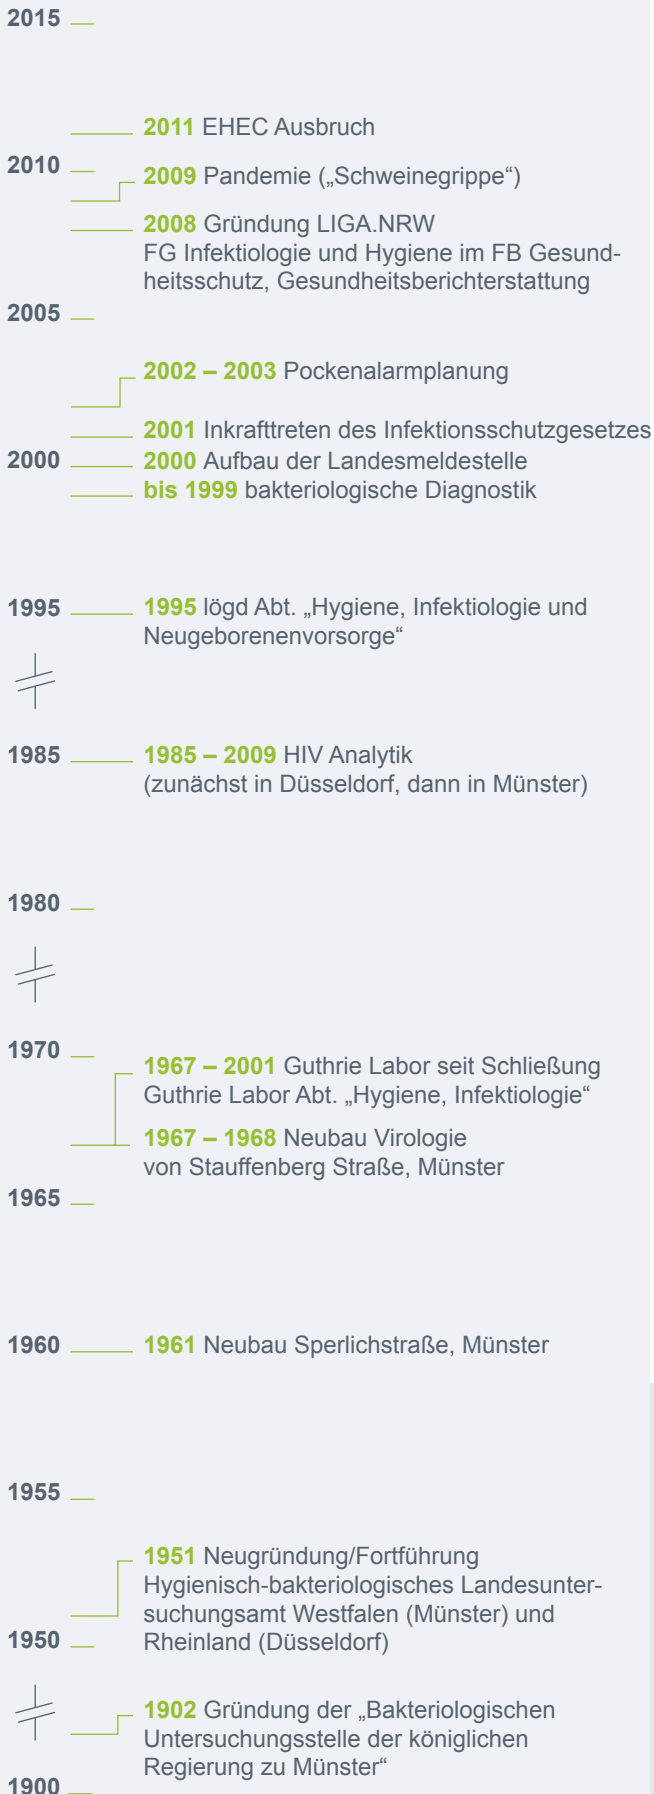 2015
2011 EHEC Ausbruch
2010
2009 Pandemie („Schweinegrippe“)
2008 Gründung LIGA.NRW
FG Infektiologie und Hygiene im FB Gesund-
heitsschutz, Gesundheitsberichterstattung
2005
2002 – 2003 Pockenalarmplanung
2001 Inkrafttreten des Infektionsschutzgesetzes
2000 2000 Aufbau der Landesmeldestelle
bis 1999 bakteriologische Diagnostik
1995 1995 lögd Abt. „Hygiene, Infektiologie und
Neugeborenenvorsorge“
1985 1985 – 2009 HIV Analytik
(zunächst in Düsseldorf, dann in Münster)
1980
1970
1967 – 2001 Guthrie Labor seit Schließung
Guthrie Labor Abt. „Hygiene, Infektiologie“
1967 – 1968 Neubau Virologie
von Stauffenberg Straße, Münster
1965
1960 1961 Neubau Sperlichstraße, Münster
1955
1951 Neugründung/Fortführung
Hygienisch-bakteriologisches Landesunter-
suchungsamt Westfalen (Münster) und
1950 Rheinland (Düsseldorf)
1902 Gründung der „Bakteriologischen
Untersuchungsstelle der königlichen
Regierung zu Münster“
1900